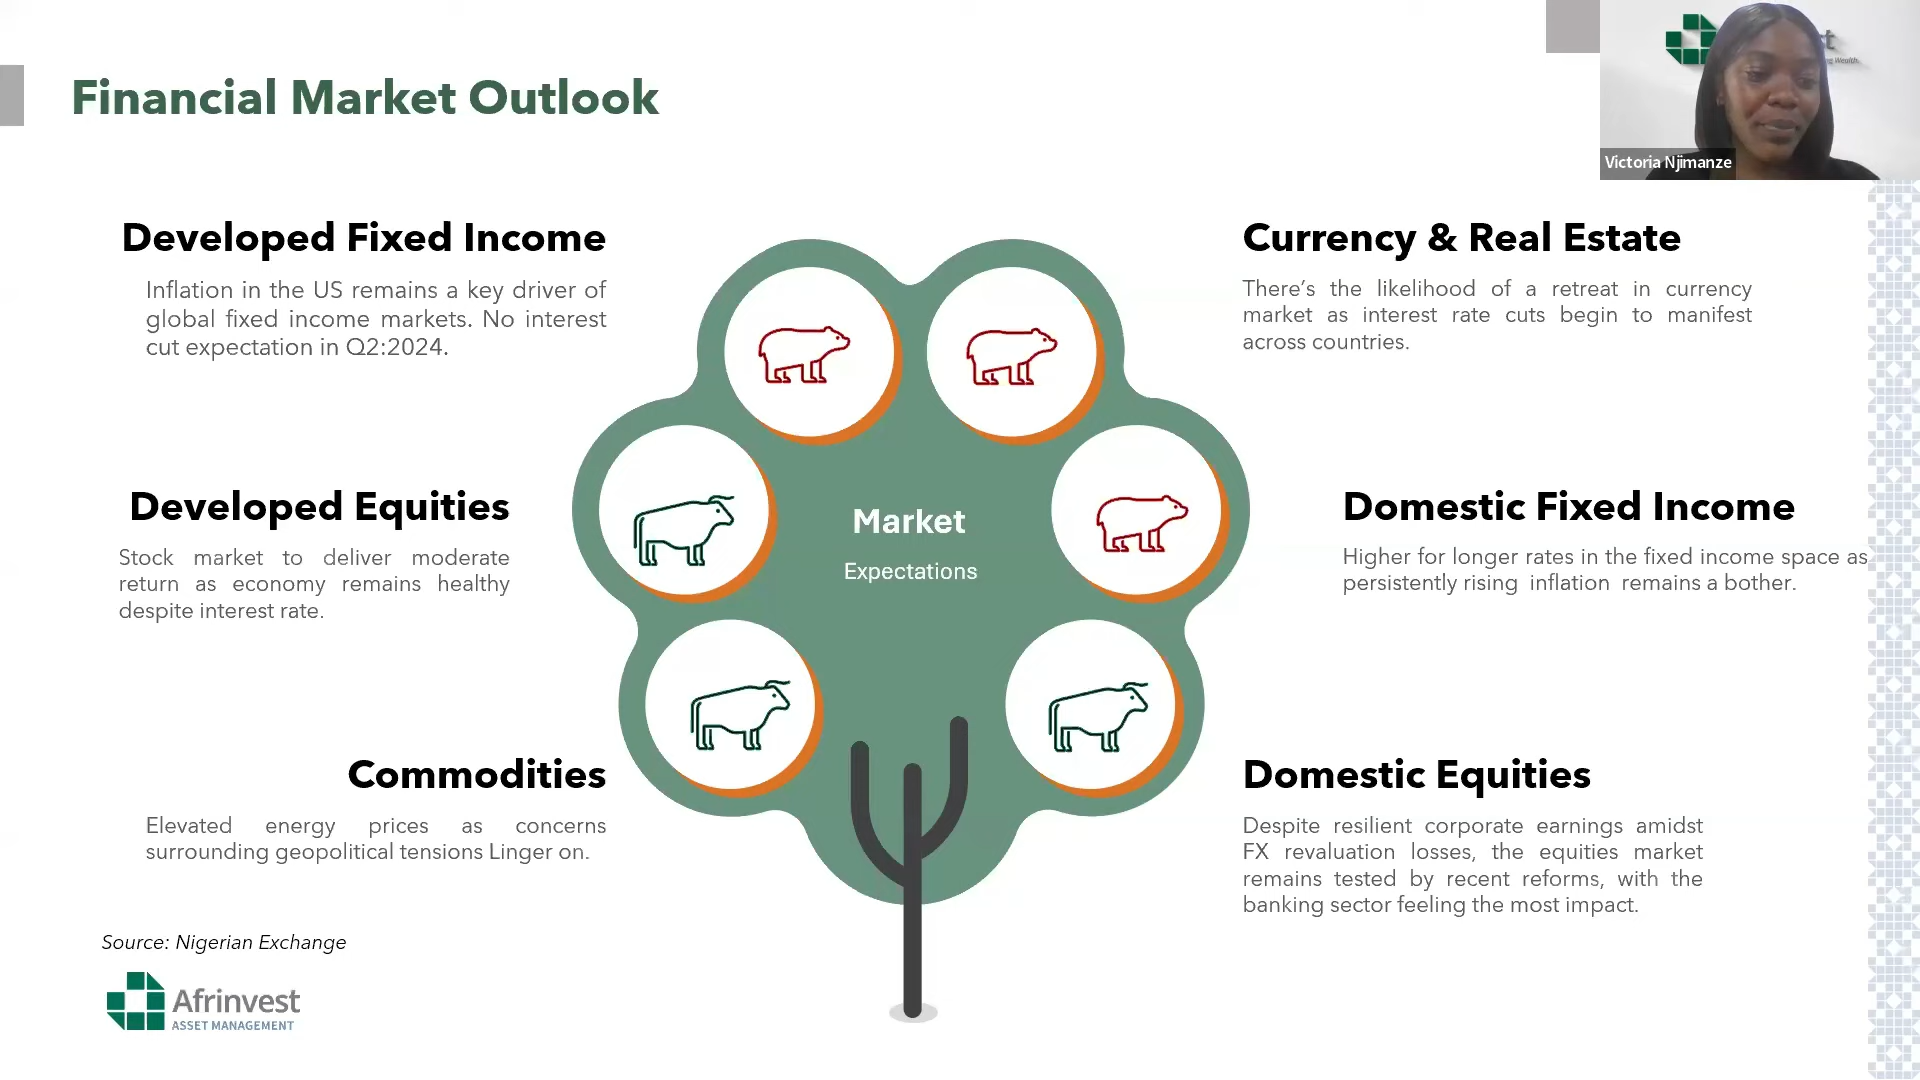 Financial Market Outlook
Victoria Njimanze
Developed Fixed Income
Inflation in the US remains a key driver of
global fixed income markets. No interest
cut expectation in Q2:2024.
Developed Equities
Stock market to deliver moderate
return as economy remains healthy
despite interest rate.
Commodities
Elevated energy prices as concerns
surrounding geopolitical tensions Linger on.
Market
Expectations
Currency & Real Estate
There's the likelihood of a retreat in currency
market as interest rate cuts begin to manifest
across countries.
Domestic Fixed Income
Higher for longer rates in the fixed income space as
persistently rising inflation remains a bother.
Domestic Equities
Despite resilient corporate earnings amidst
FX revaluation losses, the equities market
remains tested by recent reforms, with the
banking sector feeling the most impact.
Source: Nigerian Exchange
Afrinvest
ASSET MANAGEMENT